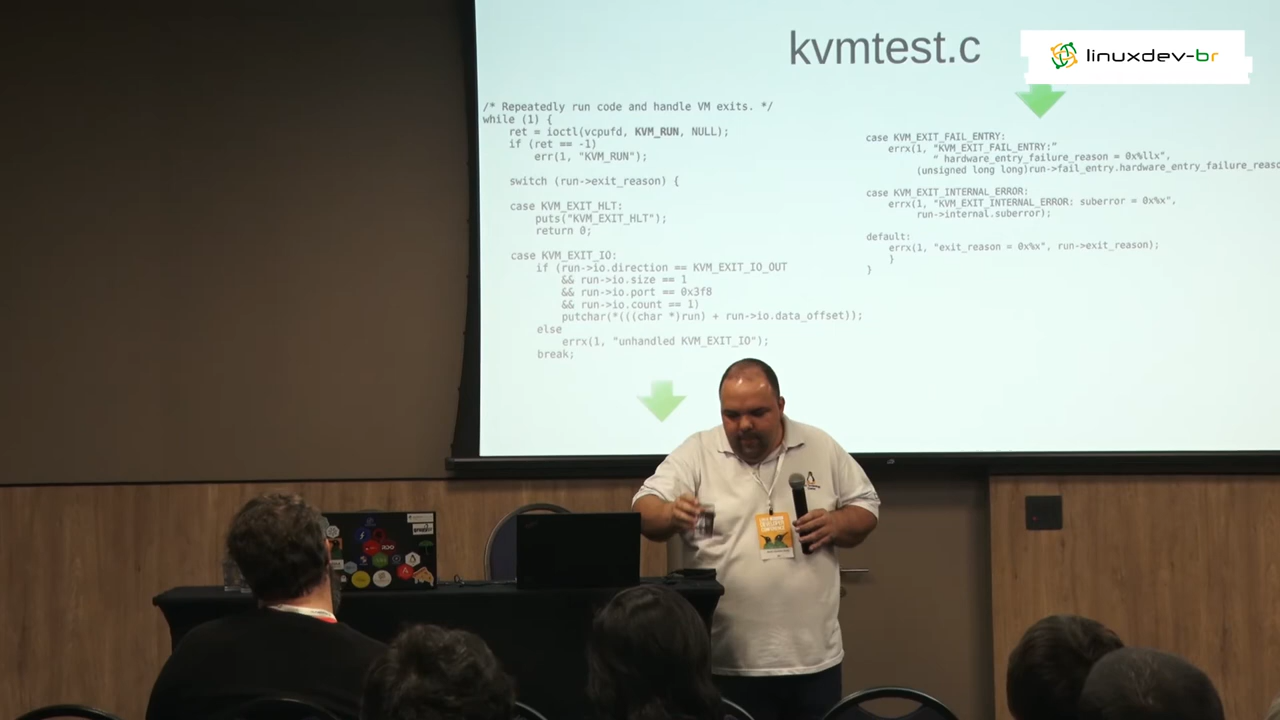 kvmtest.c
linuxdev-br
/* Repeatedly run code and handle VM exits. */
while (1) {
ret = ioctl(vcpufd, KVM_RUN, NULL);
if (ret == -1)
err(1, "KVM_RUN");
switch (run->exit_reason) {
case KVM_EXIT_HLT:
puts("KVM_EXIT_HLT");
return 0;
case KVM_EXIT_IO:
if (run->io.direction == KVM_EXIT_IO_OUT
&& run->io.size == 1
&& run->io.port == 0x3f8
&& run->io.count == 1)
putchar(*(((char *)run) + run->io.data_offset));
else
errx(1, "unhandled KVM_EXIT_IO");
break;
case KVM_EXIT_FAIL_ENTRY:
errx(1, "KVM_EXIT_FAIL_ENTRY:"
" hardware_entry_failure_reason = 0x%llx",
(unsigned long long)run->fail_entry.hardware_entry_failure_reaso
case KVM_EXIT_INTERNAL_ERROR:
errx(1, "KVM_EXIT_INTERNAL_ERROR: suberror = 0x%x",
run->internal.suberror);
default:
errx(1, "exit_reason = 0x%x", run->exit_reason);
}
}
DEVELOPER
CONFERENCE